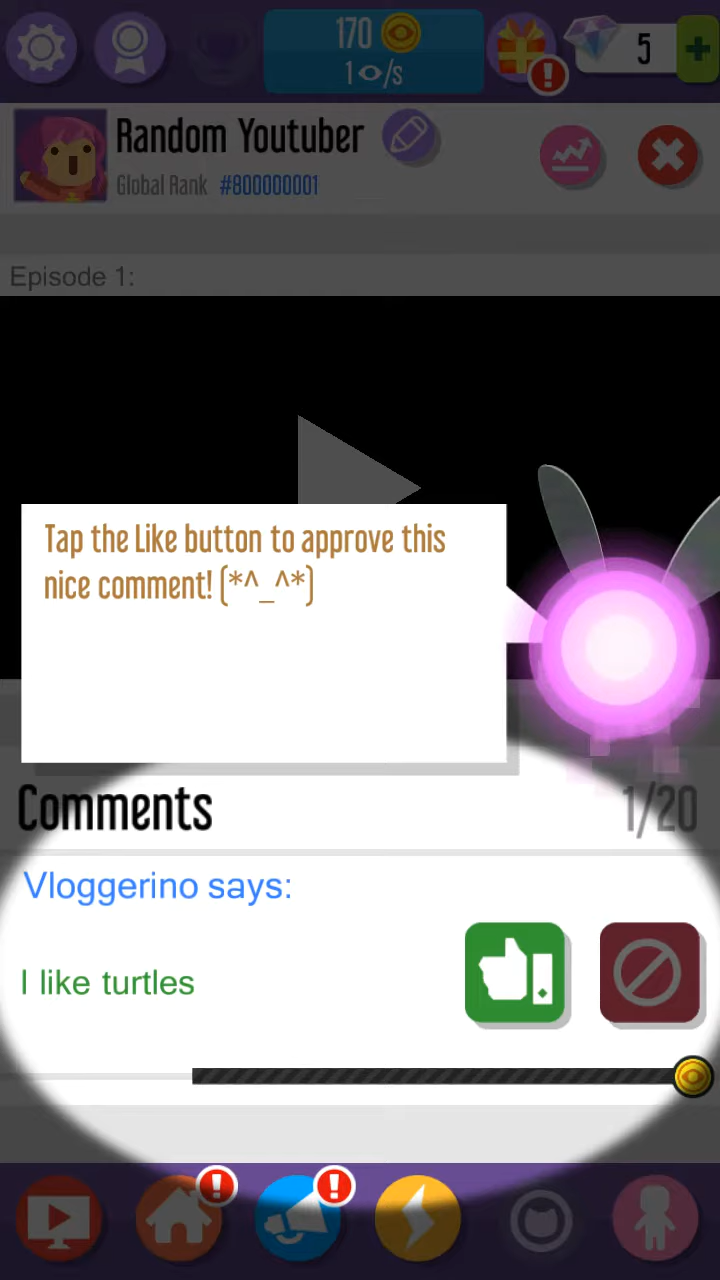 170
1 /s
5
Random Youtuber
Global Rank #800000001
Episode 1:
Tap the Like button to approve this
nice comment! (*^_^*)
Comments 1/20
Vloggerino says:
I like turtles